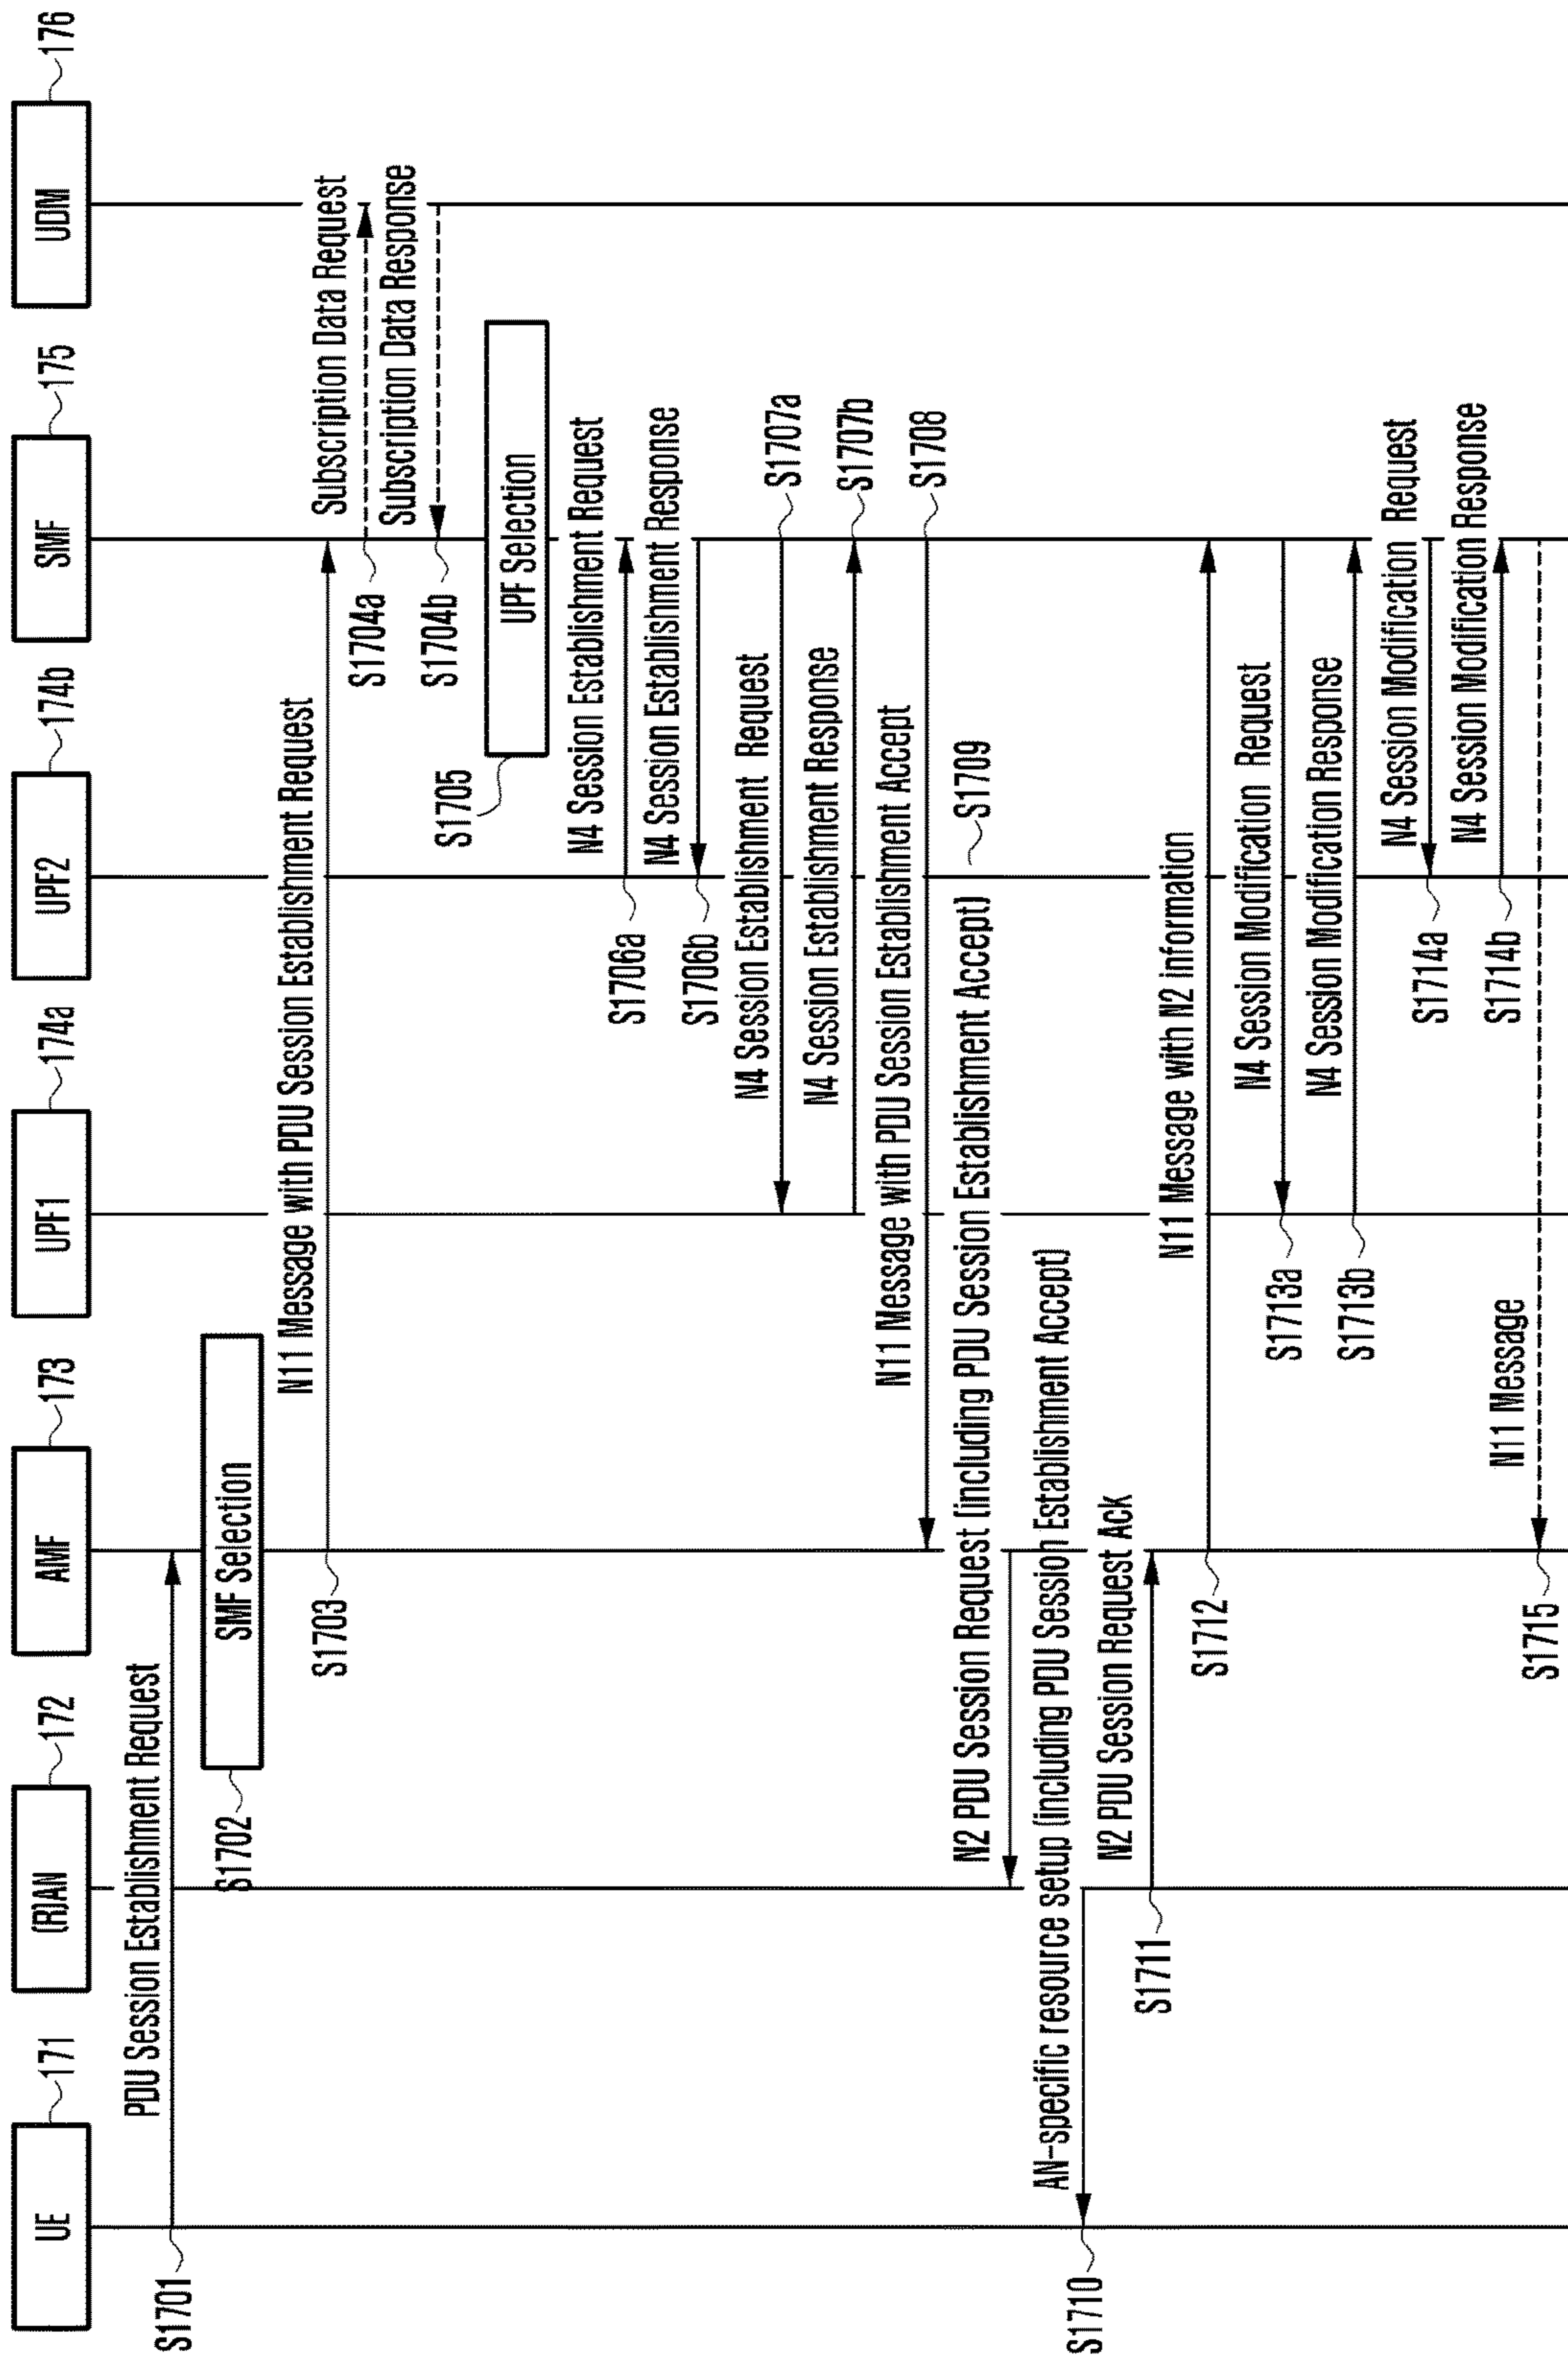 UE
171
(R)AN
172
AMF
173
UPF1
174a
UPF2
174b
SMF
175
UDM
176
S1701
PDU Session Establishment Request
S1702
SMF Selection
N11 Message with PDU Session Establishment Request
S1703
Subscription Data Request
S1704a
Subscription Data Response
S1704b
S1705
UPF Selection
N4 Session Establishment Request
S1706a
N4 Session Establishment Response
S1706b
N4 Session Establishment Request
S1707a
N4 Session Establishment Response
S1707b
N11 Message with PDU Session Establishment Accept
S1708
N2 PDU Session Request (including PDU Session Establishment Accept)
S1709
AN-specific resource setup (including PDU Session Establishment Accept)
S1710
N2 PDU Session Request Ack
S1711
N11 Message with N2 information
S1712
N4 Session Modification Request
S1713a
N4 Session Modification Response
S1713b
N4 Session Modification Request
S1714a
N4 Session Modification Response
S1714b
N11 Message
S1715